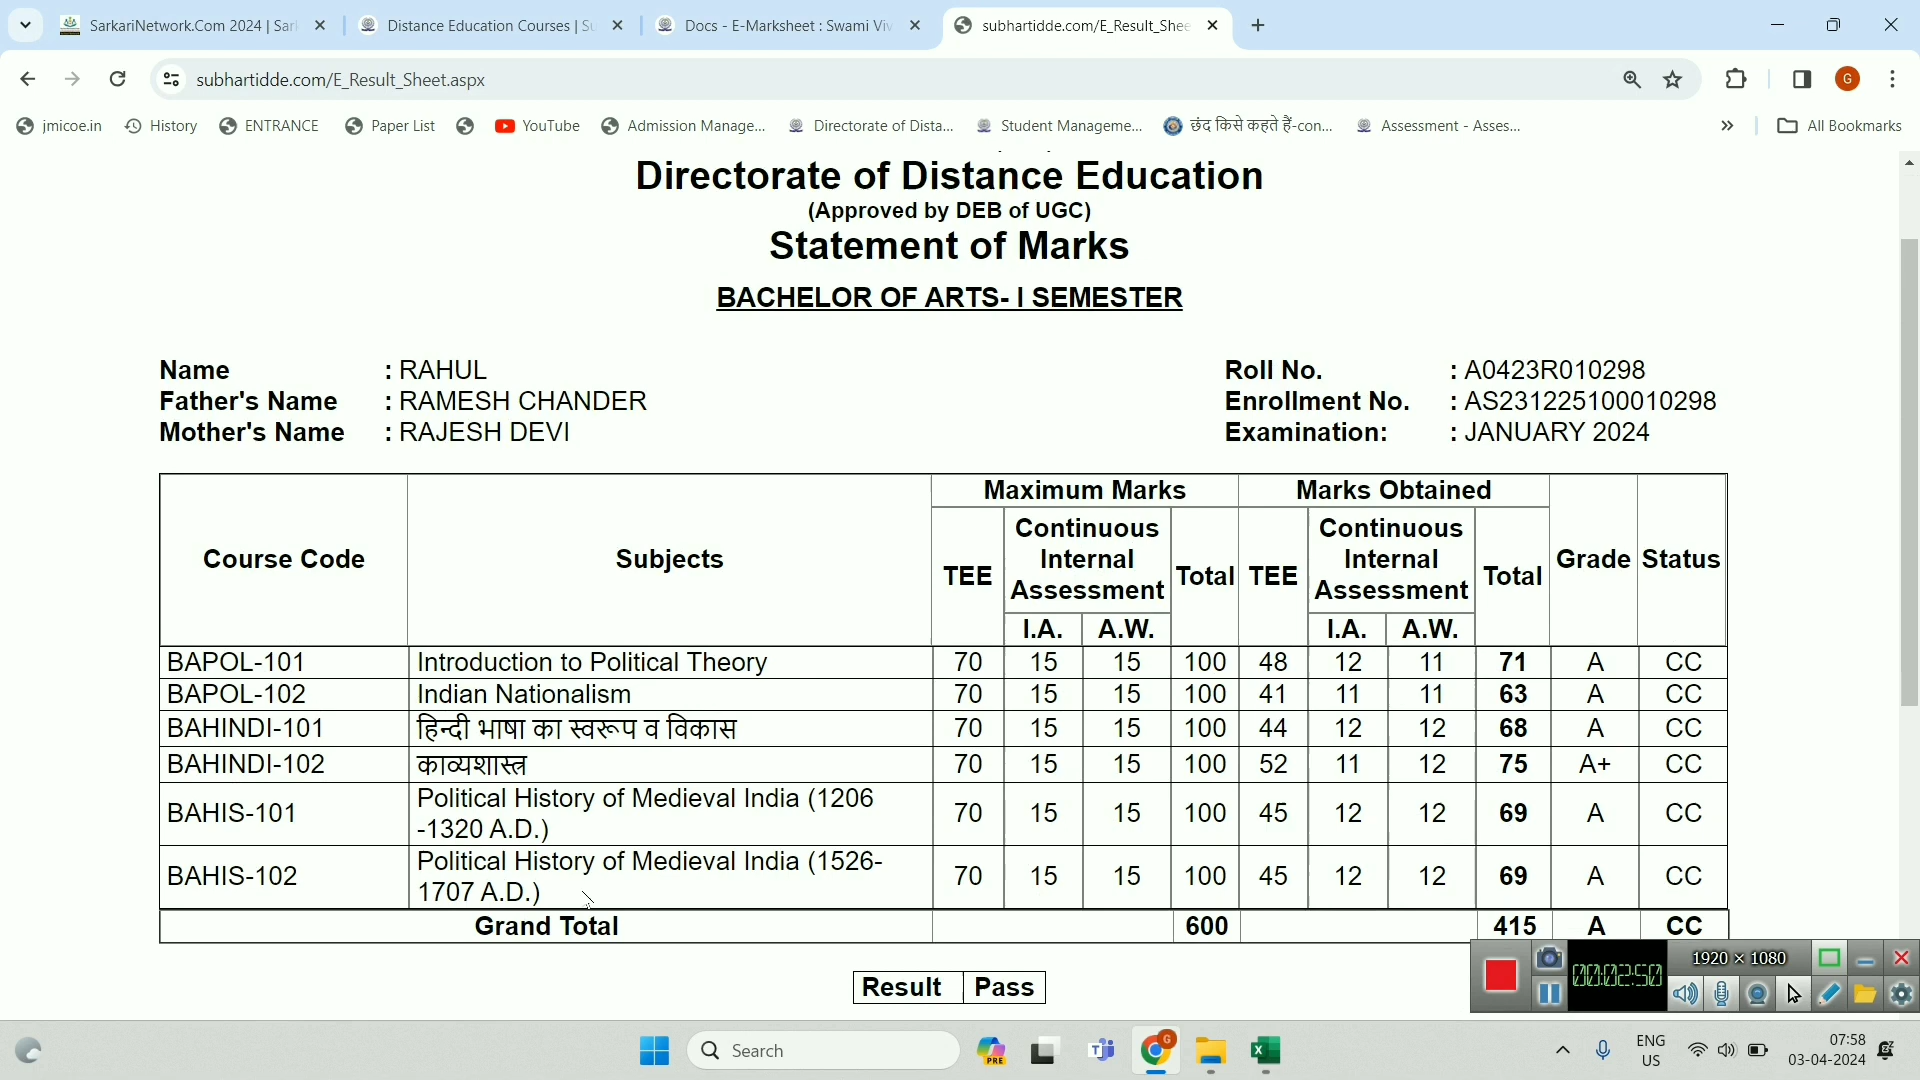 SarkariNetwork.Com 2024 | Sar
Distance Education Courses | S
Docs - E-Marksheet : Swami Viv
subhartidde.com/E_Result_Shee
subhartidde.com/E_Result_Sheet.aspx
G
jmicoe.in
History
ENTRANCE
Paper List
YouTube
Admission Manage...
Directorate of Dista...
Student Manageme...
छंद किसे कहते हैं-con...
Assessment - Asses...
»
All Bookmarks
Directorate of Distance Education
(Approved by DEB of UGC)
Statement of Marks
BACHELOR OF ARTS- I SEMESTER
Name : RAHUL Roll No. : A0423R010298
Father's Name : RAMESH CHANDER Enrollment No. : AS231225100010298
Mother's Name : RAJESH DEVI Examination: : JANUARY 2024
Course Code Subjects Maximum Marks Marks Obtained Grade Status
TEE Continuous Internal Assessment Total TEE Continuous Internal Assessment Total
I.A. A.W. I.A. A.W.
BAPOL-101 Introduction to Political Theory 70 15 15 100 48 12 11 71 A CC
BAPOL-102 Indian Nationalism 70 15 15 100 41 11 11 63 A CC
BAHINDI-101 हिन्दी भाषा का स्वरूप व विकास 70 15 15 100 44 12 12 68 A CC
BAHINDI-102 काव्यशास्त्र 70 15 15 100 52 11 12 75 A+ CC
BAHIS-101 Political History of Medieval India (1206
-1320 A.D.) 70 15 15 100 45 12 12 69 A CC
BAHIS-102 Political History of Medieval India (1526-
1707 A.D.) 70 15 15 100 45 12 12 69 A CC
Grand Total 600 415 A CC
Result Pass
00:02:50
1920 × 1080
Search
PRE
G
ENG
US
07:58
03-04-2024